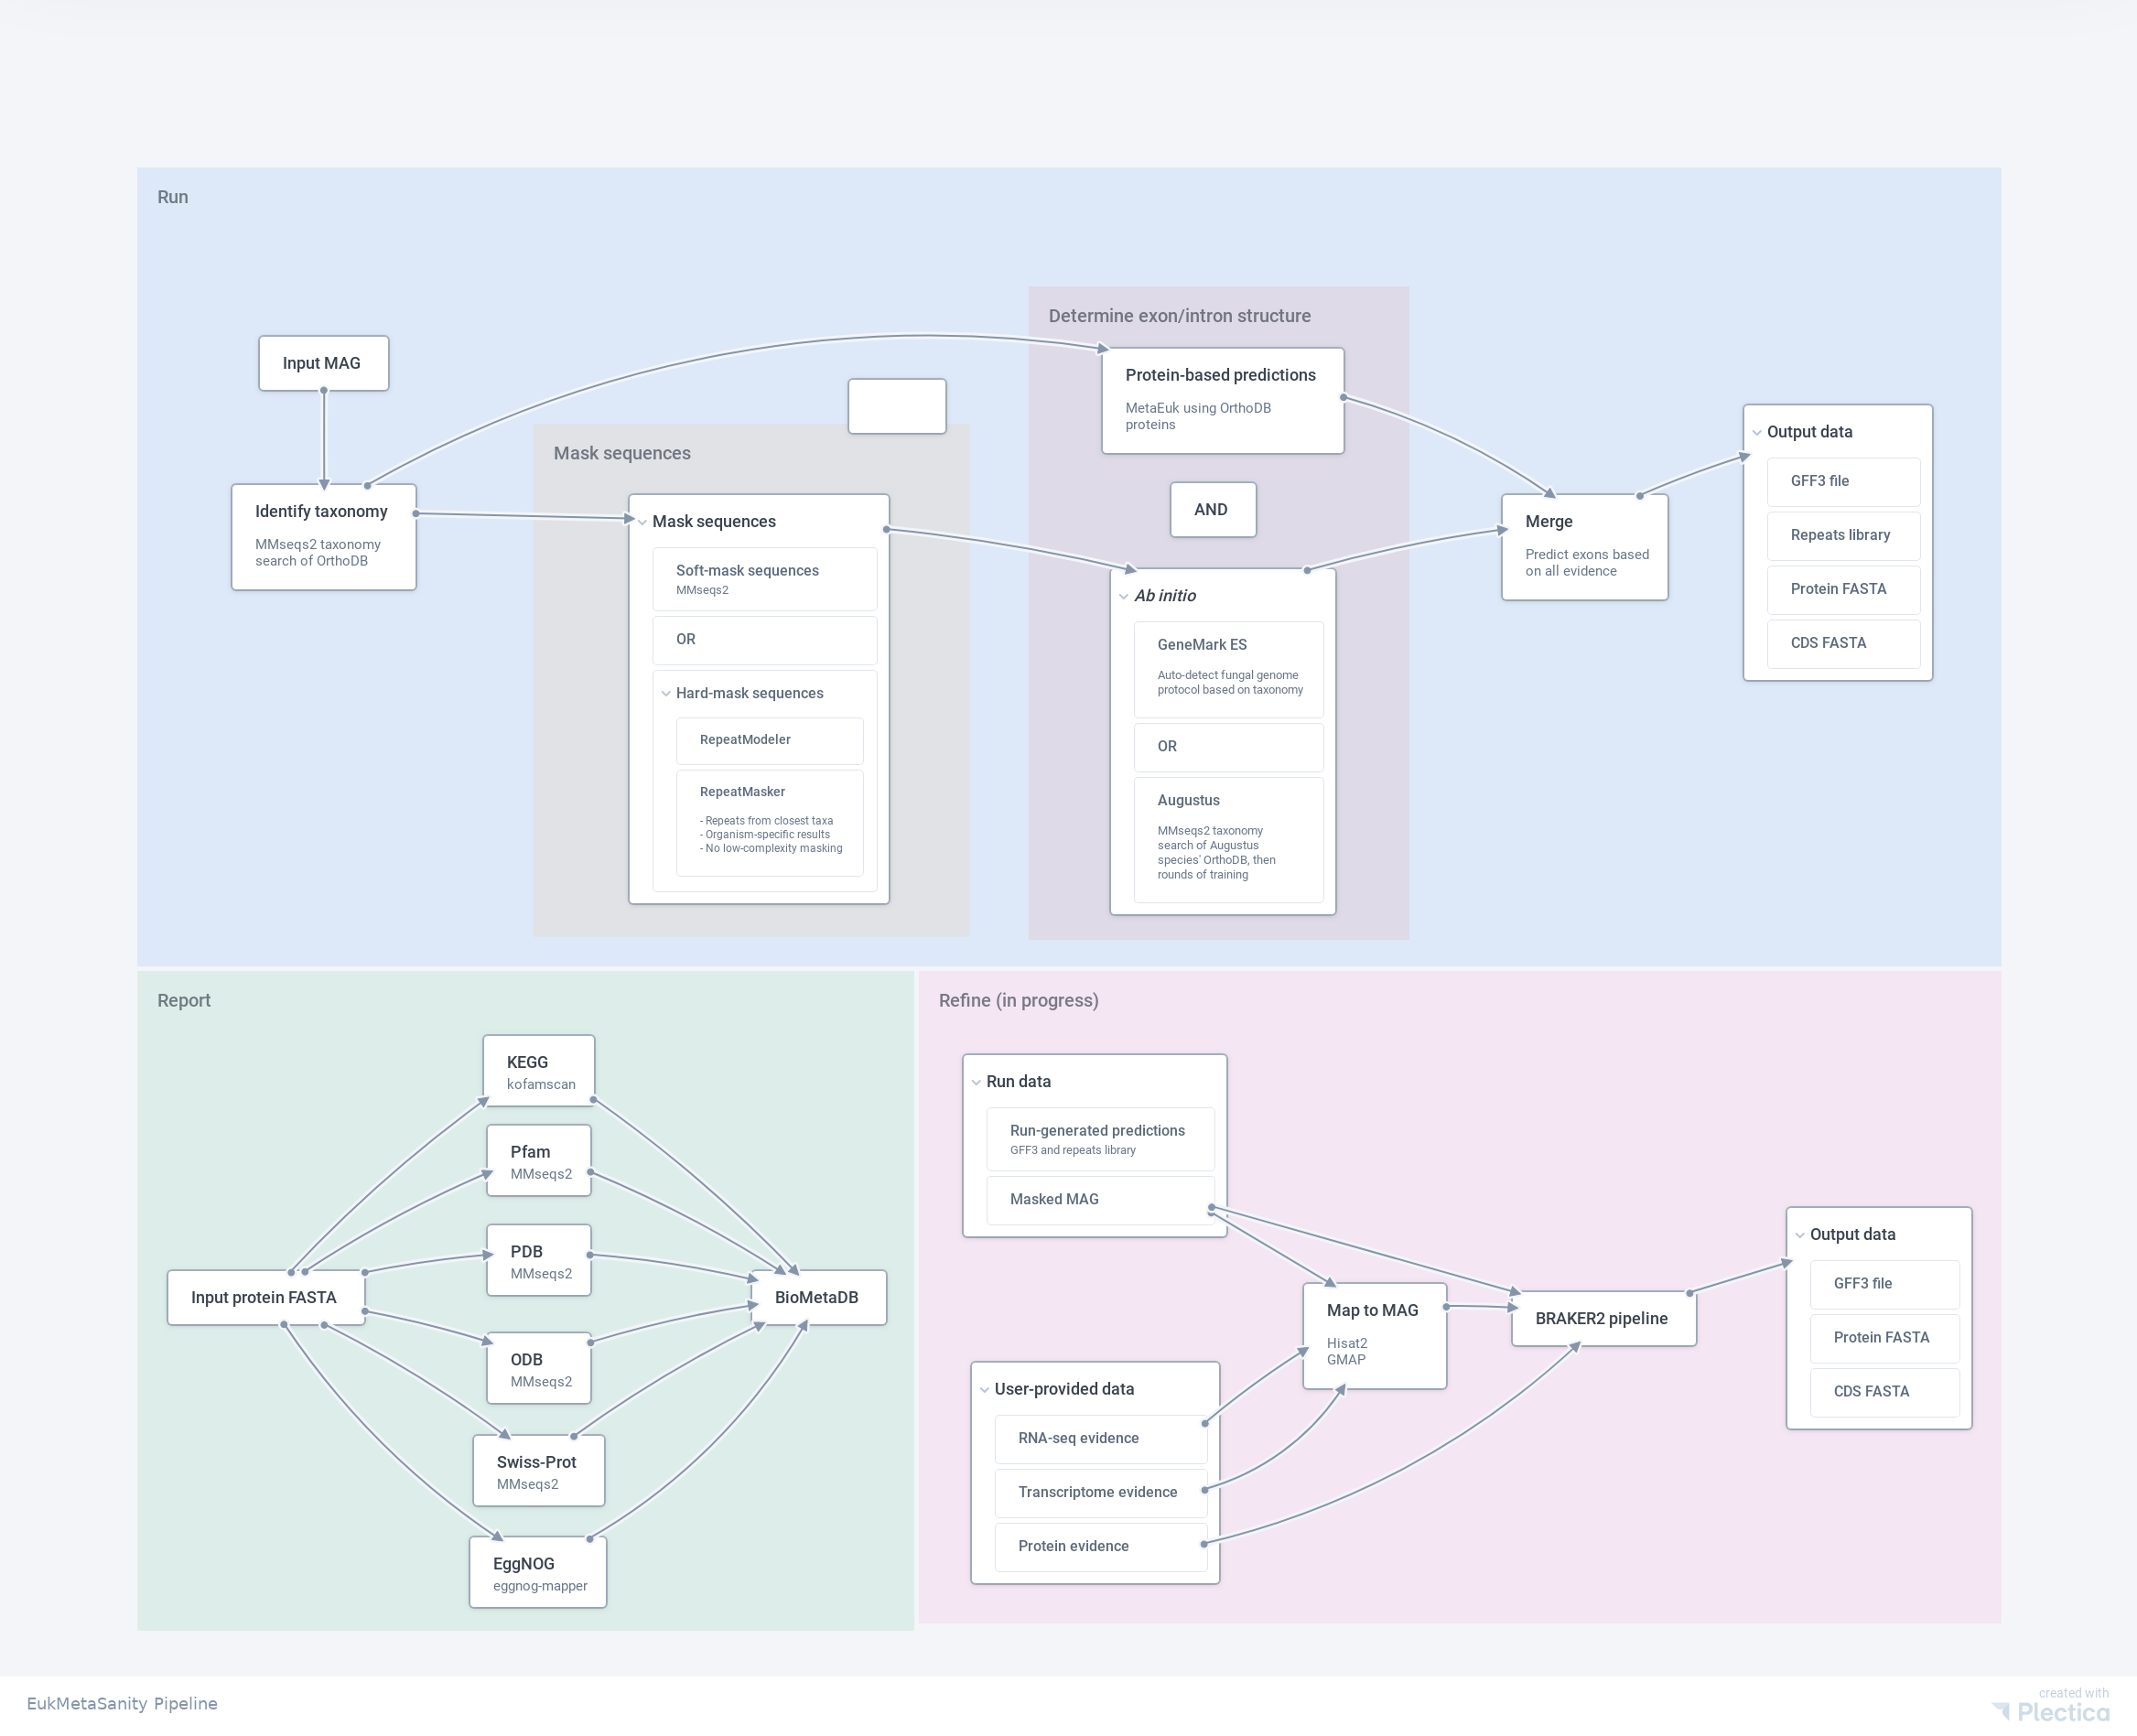 Run
Input MAG
Identify taxonomy
MMseqs2 taxonomy
search of OrthoDB
Mask sequences
Mask sequences
Soft-mask sequences
MMseqs2
OR
Hard-mask sequences
RepeatModeler
RepeatMasker
- Repeats from closest taxa
- Organism-specific results
- No low-complexity masking
Determine exon/intron structure
Protein-based predictions
MetaEuk using OrthoDB
proteins
AND
Ab initio
GeneMark ES
Auto-detect fungal genome
protocol based on taxonomy
OR
Augustus
MMseqs2 taxonomy
search of Augustus
species' OrthoDB, then
rounds of training
Merge
Predict exons based
on all evidence
Output data
GFF3 file
Repeats library
Protein FASTA
CDS FASTA
Report
Input protein FASTA
KEGG
kofamscan
Pfam
MMseqs2
PDB
MMseqs2
ODB
MMseqs2
Swiss-Prot
MMseqs2
EggNOG
eggnog-mapper
BioMetaDB
Refine (in progress)
Run data
Run-generated predictions
GFF3 and repeats library
Masked MAG
User-provided data
RNA-seq evidence
Transcriptome evidence
Protein evidence
Map to MAG
Hisat2
GMAP
BRAKER2 pipeline
Output data
GFF3 file
Protein FASTA
CDS FASTA
EukMetaSanity Pipeline
created with
Plectica